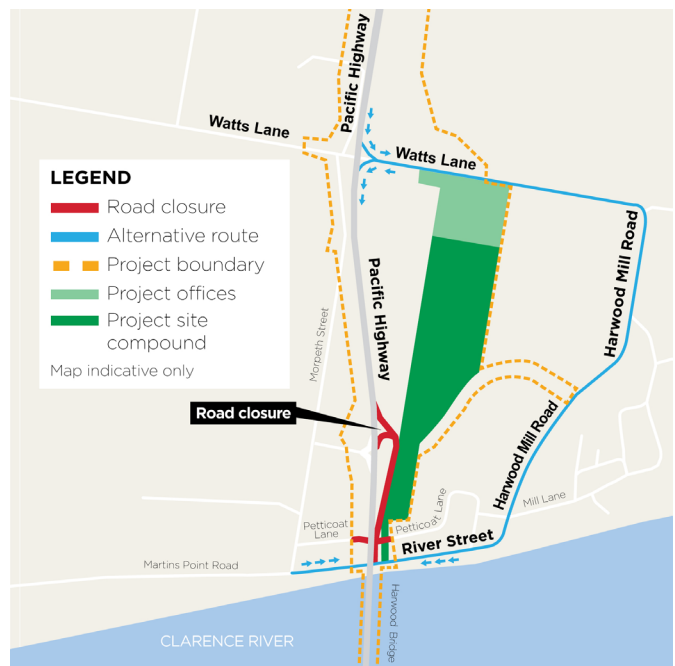 Pacific Highway
Watts Lane
Watts Lane
LEGEND
Road closure
Alternative route
Project boundary
Project offices
Project site
compound
Map indicative only
Harwood Mill Road
Pacific Highway
Morpeth Street
Road closure
Harwood Mill Road
Mill Lane
Petticoat
Lane
Petticoat Lane
River Street
Martins Point Road
Harwood Bridge
CLARENCE RIVER